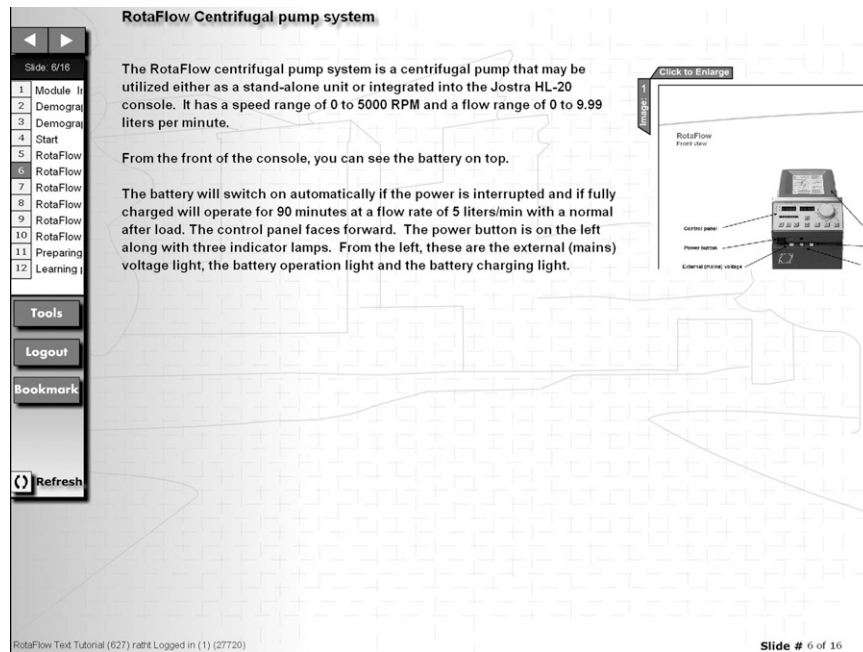 RotaFlow Centrifugal pump system
Slide: 6/16
1 Module Ir
2 Demograp
3 Demograp
4 Start
5 RotaFlow
6 RotaFlow
7 RotaFlow
8 RotaFlow
9 RotaFlow
10 RotaFlow
11 Preparing
12 Learning p
Tools
Logout
Bookmark
Refresh
The RotaFlow centrifugal pump system is a centrifugal pump that may be
utilized either as a stand-alone unit or integrated into the Jostra HL-20
console. It has a speed range of 0 to 5000 RPM and a flow range of 0 to 9.99
liters per minute.
From the front of the console, you can see the battery on top.
The battery will switch on automatically if the power is interrupted and if fully
charged will operate for 90 minutes at a flow rate of 5 liters/min with a normal
after load. The control panel faces forward. The power button is on the left
along with three indicator lamps. From the left, these are the external (mains)
voltage light, the battery operation light and the battery charging light.
Click to Enlarge
Image: 1
RotaFlow
Front view
Control panel
Power button
External (mains) voltage
RotaFlow Text Tutorial (627) ratht Logged in (1) (27720)
Slide # 6 of 16